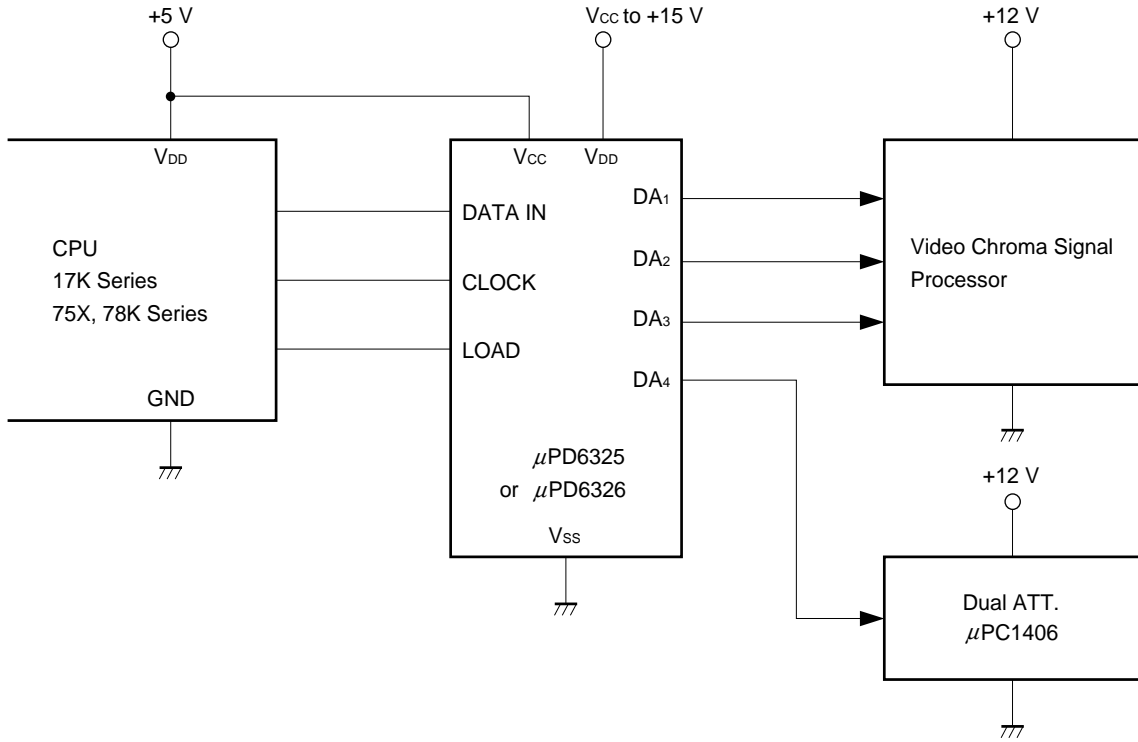 +5 V
VCC to +15 V
+12 V
VDD
VCC
VDD
DATA IN
CLOCK
LOAD
DA1
DA2
DA3
DA4
CPU
17K Series
75X, 78K Series
GND
Video Chroma Signal
Processor
μPD6325
or μPD6326
VSS
+12 V
Dual ATT.
μPC1406